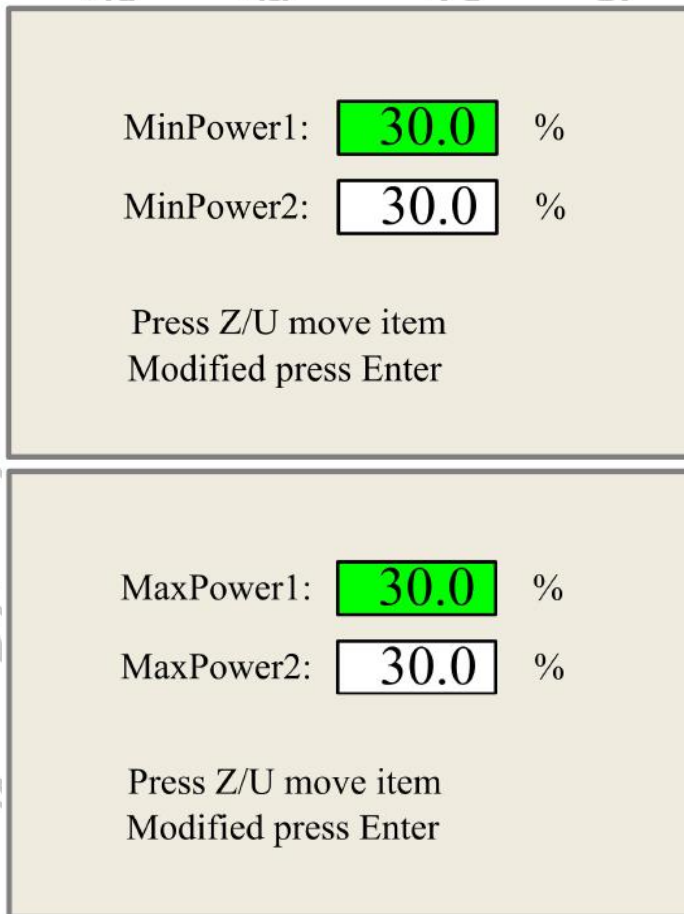 MinPower1: 30.0 %
MinPower2: 30.0 %
Press Z/U move item
Modified press Enter
MaxPower1: 30.0 %
MaxPower2: 30.0 %
Press Z/U move item
Modified press Enter